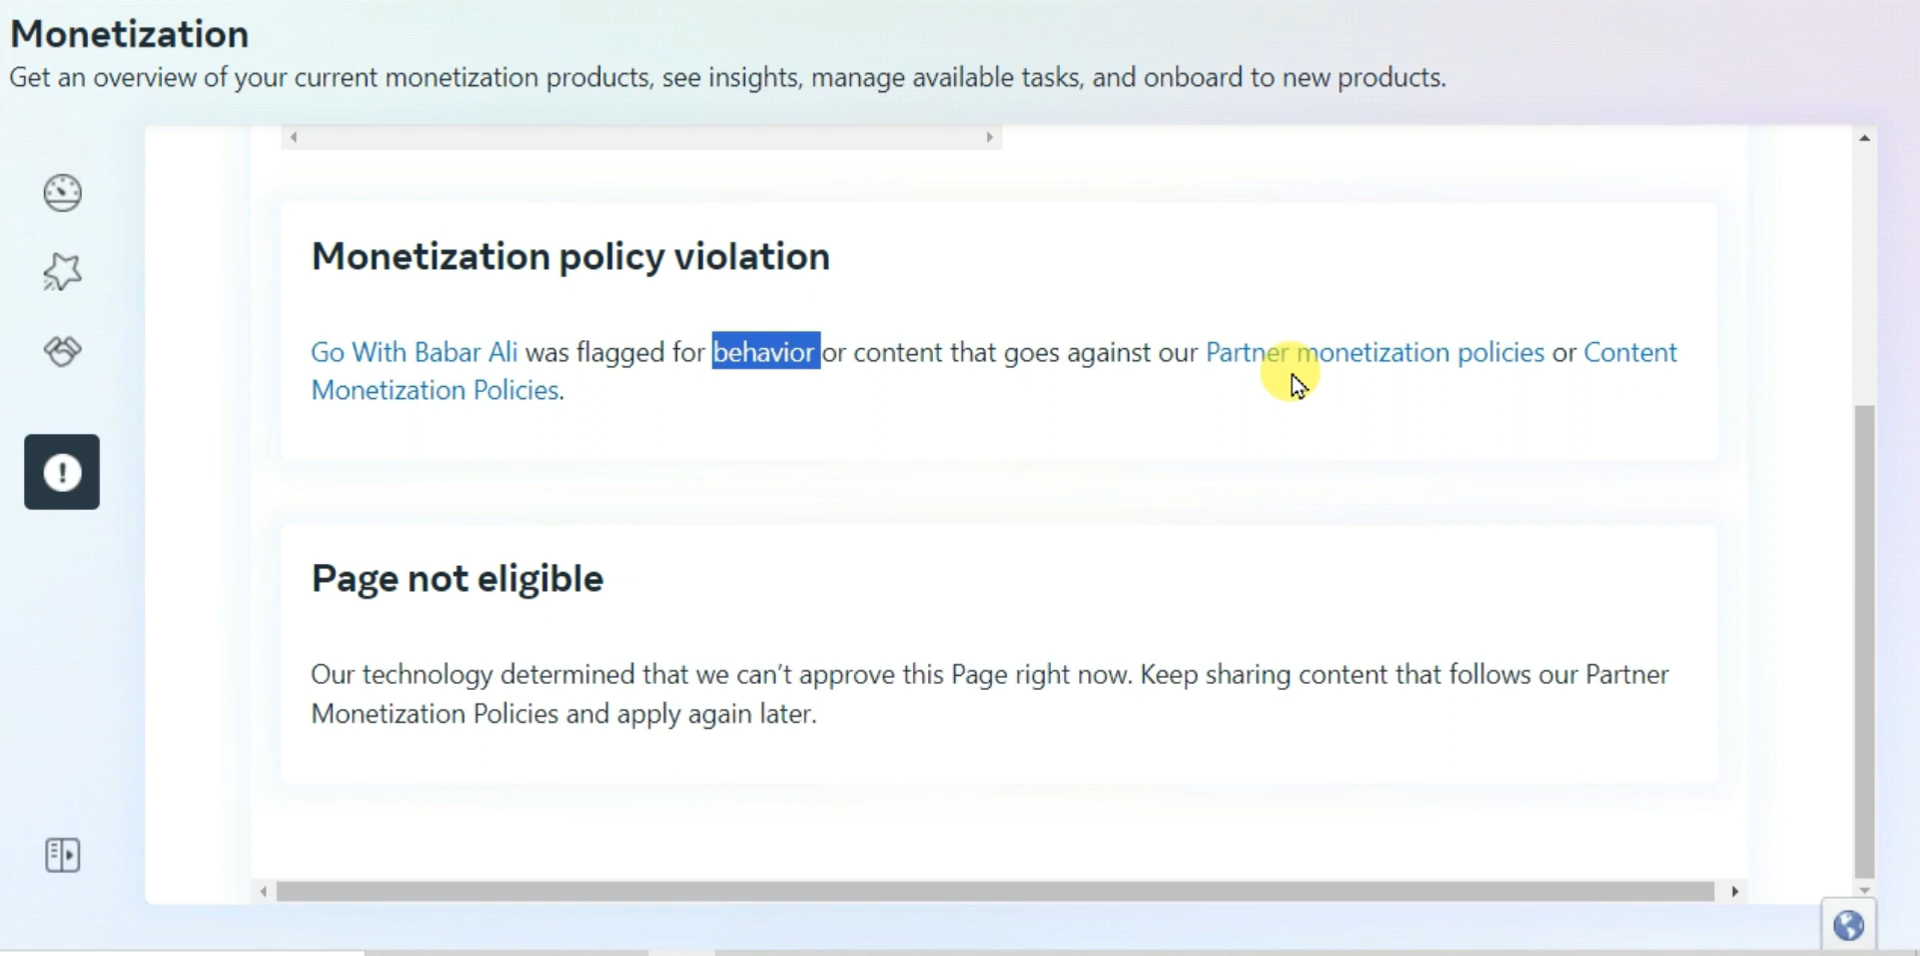 Monetization
Get an overview of your current monetization products, see insights, manage available tasks, and onboard to new products.
Monetization policy violation
Go With Babar Ali was flagged for behavior or content that goes against our Partner monetization policies or Content
Monetization Policies.
Page not eligible
Our technology determined that we can't approve this Page right now. Keep sharing content that follows our Partner
Monetization Policies and apply again later.